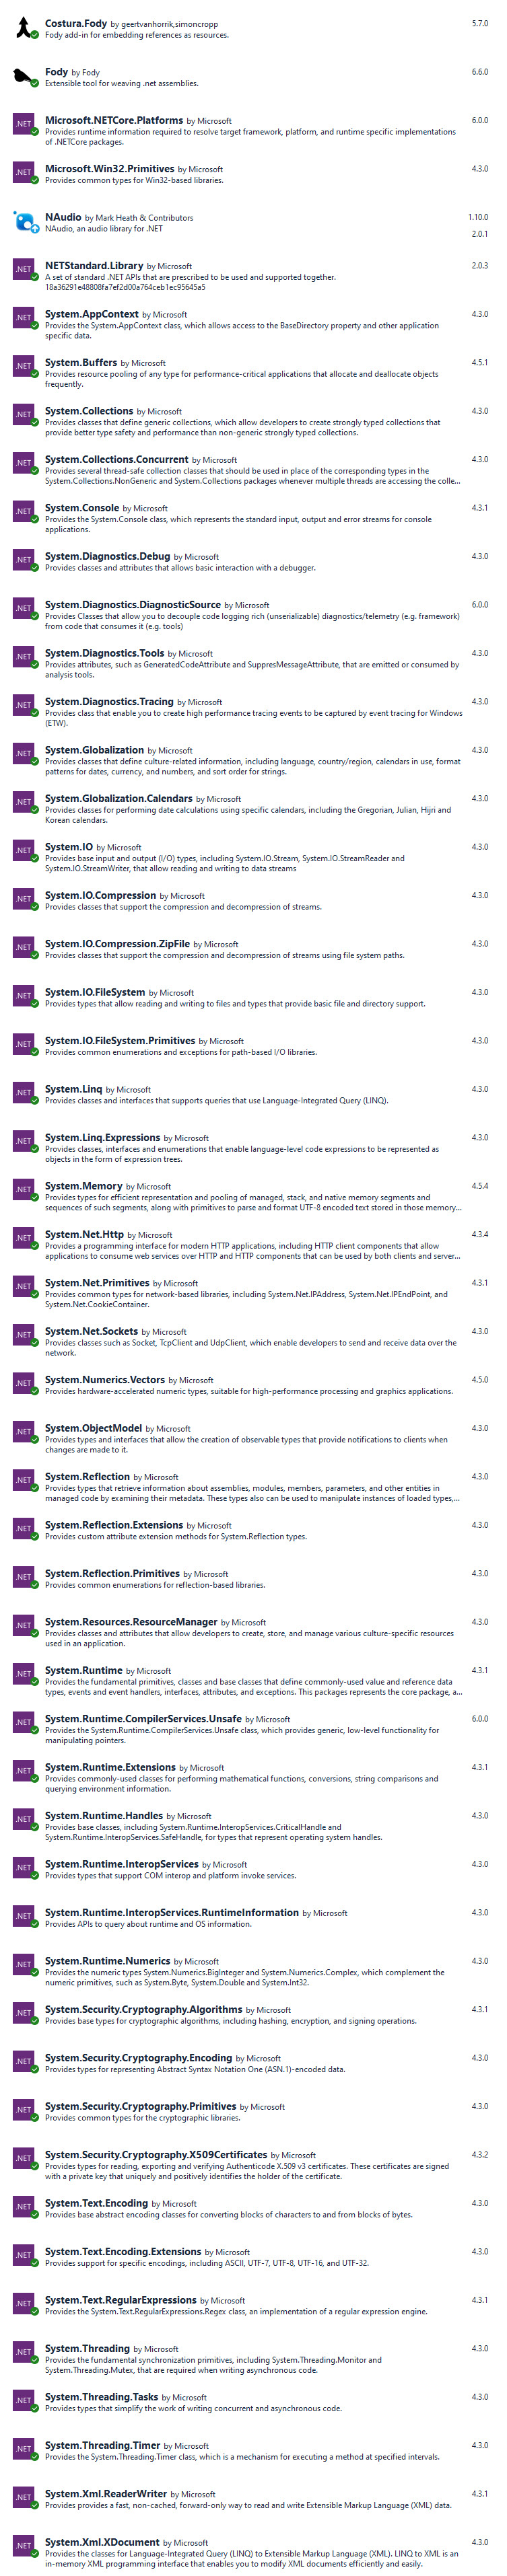 Costura.Fody by geertvanhorrik,simoncropp 5.7.0
Fody add-in for embedding references as resources.
Fody by Fody 6.6.0
Extensible tool for weaving .net assemblies.
.NET Microsoft.NETCore.Platforms by Microsoft 6.0.0
Provides runtime information required to resolve target framework, platform, and runtime specific implementations
of .NETCore packages.
.NET Microsoft.Win32.Primitives by Microsoft 4.3.0
Provides common types for Win32-based libraries.
NAudio by Mark Heath & Contributors 1.10.0
NAudio, an audio library for .NET 2.0.1
.NET NETStandard.Library by Microsoft 2.0.3
A set of standard .NET APIs that are prescribed to be used and supported together.
18a36291e48808fa7ef2d00a764ceb1ec95645a5
.NET System.AppContext by Microsoft 4.3.0
Provides the System.AppContext class, which allows access to the BaseDirectory property and other application
specific data.
.NET System.Buffers by Microsoft 4.5.1
Provides resource pooling of any type for performance-critical applications that allocate and deallocate objects
frequently.
.NET System.Collections by Microsoft 4.3.0
Provides classes that define generic collections, which allow developers to create strongly typed collections that
provide better type safety and performance than non-generic strongly typed collections.
.NET System.Collections.Concurrent by Microsoft 4.3.0
Provides several thread-safe collection classes that should be used in place of the corresponding types in the
System.Collections.NonGeneric and System.Collections packages whenever multiple threads are accessing the colle...
.NET System.Console by Microsoft 4.3.1
Provides the System.Console class, which represents the standard input, output and error streams for console
applications.
.NET System.Diagnostics.Debug by Microsoft 4.3.0
Provides classes and attributes that allows basic interaction with a debugger.
.NET System.Diagnostics.DiagnosticSource by Microsoft 6.0.0
Provides Classes that allow you to decouple code logging rich (unserializable) diagnostics/telemetry (e.g. framework)
from code that consumes it (e.g. tools)
.NET System.Diagnostics.Tools by Microsoft 4.3.0
Provides attributes, such as GeneratedCodeAttribute and SuppresMessageAttribute, that are emitted or consumed by
analysis tools.
.NET System.Diagnostics.Tracing by Microsoft 4.3.0
Provides class that enable you to create high performance tracing events to be captured by event tracing for Windows
(ETW).
.NET System.Globalization by Microsoft 4.3.0
Provides classes that define culture-related information, including language, country/region, calendars in use, format
patterns for dates, currency, and numbers, and sort order for strings.
.NET System.Globalization.Calendars by Microsoft 4.3.0
Provides classes for performing date calculations using specific calendars, including the Gregorian, Julian, Hijri and
Korean calendars.
.NET System.IO by Microsoft 4.3.0
Provides base input and output (I/O) types, including System.IO.Stream, System.IO.StreamReader and
System.IO.StreamWriter, that allow reading and writing to data streams
.NET System.IO.Compression by Microsoft 4.3.0
Provides classes that support the compression and decompression of streams.
.NET System.IO.Compression.ZipFile by Microsoft 4.3.0
Provides classes that support the compression and decompression of streams using file system paths.
.NET System.IO.FileSystem by Microsoft 4.3.0
Provides types that allow reading and writing to files and types that provide basic file and directory support.
.NET System.IO.FileSystem.Primitives by Microsoft 4.3.0
Provides common enumerations and exceptions for path-based I/O libraries.
.NET System.Linq by Microsoft 4.3.0
Provides classes and interfaces that supports queries that use Language-Integrated Query (LINQ).
.NET System.Linq.Expressions by Microsoft 4.3.0
Provides classes, interfaces and enumerations that enable language-level code expressions to be represented as
objects in the form of expression trees.
.NET System.Memory by Microsoft 4.5.4
Provides types for efficient representation and pooling of managed, stack, and native memory segments and
sequences of such segments, along with primitives to parse and format UTF-8 encoded text stored in those memory...
.NET System.Net.Http by Microsoft 4.3.4
Provides a programming interface for modern HTTP applications, including HTTP client components that allow
applications to consume web services over HTTP and HTTP components that can be used by both clients and server...
.NET System.Net.Primitives by Microsoft 4.3.1
Provides common types for network-based libraries, including System.Net.IPAddress, System.Net.IPEndPoint, and
System.Net.CookieContainer.
.NET System.Net.Sockets by Microsoft 4.3.0
Provides classes such as Socket, TcpClient and UdpClient, which enable developers to send and receive data over the
network.
.NET System.Numerics.Vectors by Microsoft 4.5.0
Provides hardware-accelerated numeric types, suitable for high-performance processing and graphics applications.
.NET System.ObjectModel by Microsoft 4.3.0
Provides types and interfaces that allow the creation of observable types that provide notifications to clients when
changes are made to it.
.NET System.Reflection by Microsoft 4.3.0
Provides types that retrieve information about assemblies, modules, members, parameters, and other entities in
managed code by examining their metadata. These types also can be used to manipulate instances of loaded types,...
.NET System.Reflection.Extensions by Microsoft 4.3.0
Provides custom attribute extension methods for System.Reflection types.
.NET System.Reflection.Primitives by Microsoft 4.3.0
Provides common enumerations for reflection-based libraries.
.NET System.Resources.ResourceManager by Microsoft 4.3.0
Provides classes and attributes that allow developers to create, store, and manage various culture-specific resources
used in an application.
.NET System.Runtime by Microsoft 4.3.1
Provides the fundamental primitives, classes and base classes that define commonly-used value and reference data
types, events and event handlers, interfaces, attributes, and exceptions. This packages represents the core package, a...
.NET System.Runtime.CompilerServices.Unsafe by Microsoft 6.0.0
Provides the System.Runtime.CompilerServices.Unsafe class, which provides generic, low-level functionality for
manipulating pointers.
.NET System.Runtime.Extensions by Microsoft 4.3.1
Provides commonly-used classes for performing mathematical functions, conversions, string comparisons and
querying environment information.
.NET System.Runtime.Handles by Microsoft 4.3.0
Provides base classes, including System.Runtime.InteropServices.CriticalHandle and
System.Runtime.InteropServices.SafeHandle, for types that represent operating system handles.
.NET System.Runtime.InteropServices by Microsoft 4.3.0
Provides types that support COM interop and platform invoke services.
.NET System.Runtime.InteropServices.RuntimeInformation by Microsoft 4.3.0
Provides APIs to query about runtime and OS information.
.NET System.Runtime.Numerics by Microsoft 4.3.0
Provides the numeric types System.Numerics.BigInteger and System.Numerics.Complex, which complement the
numeric primitives, such as System.Byte, System.Double and System.Int32.
.NET System.Security.Cryptography.Algorithms by Microsoft 4.3.1
Provides base types for cryptographic algorithms, including hashing, encryption, and signing operations.
.NET System.Security.Cryptography.Encoding by Microsoft 4.3.0
Provides types for representing Abstract Syntax Notation One (ASN.1)-encoded data.
.NET System.Security.Cryptography.Primitives by Microsoft 4.3.0
Provides common types for the cryptographic libraries.
.NET System.Security.Cryptography.X509Certificates by Microsoft 4.3.2
Provides types for reading, exporting and verifying Authenticode X.509 v3 certificates. These certificates are signed
with a private key that uniquely and positively identifies the holder of the certificate.
.NET System.Text.Encoding by Microsoft 4.3.0
Provides base abstract encoding classes for converting blocks of characters to and from blocks of bytes.
.NET System.Text.Encoding.Extensions by Microsoft 4.3.0
Provides support for specific encodings, including ASCII, UTF-7, UTF-8, UTF-16, and UTF-32.
.NET System.Text.RegularExpressions by Microsoft 4.3.1
Provides the System.Text.RegularExpressions.Regex class, an implementation of a regular expression engine.
.NET System.Threading by Microsoft 4.3.0
Provides the fundamental synchronization primitives, including System.Threading.Monitor and
System.Threading.Mutex, that are required when writing asynchronous code.
.NET System.Threading.Tasks by Microsoft 4.3.0
Provides types that simplify the work of writing concurrent and asynchronous code.
.NET System.Threading.Timer by Microsoft 4.3.0
Provides the System.Threading.Timer class, which is a mechanism for executing a method at specified intervals.
.NET System.Xml.ReaderWriter by Microsoft 4.3.1
Provides provides a fast, non-cached, forward-only way to read and write Extensible Markup Language (XML) data.
.NET System.Xml.XDocument by Microsoft 4.3.0
Provides the classes for Language-Integrated Query (LINQ) to Extensible Markup Language (XML). LINQ to XML is an
in-memory XML programming interface that enables you to modify XML documents efficiently and easily.